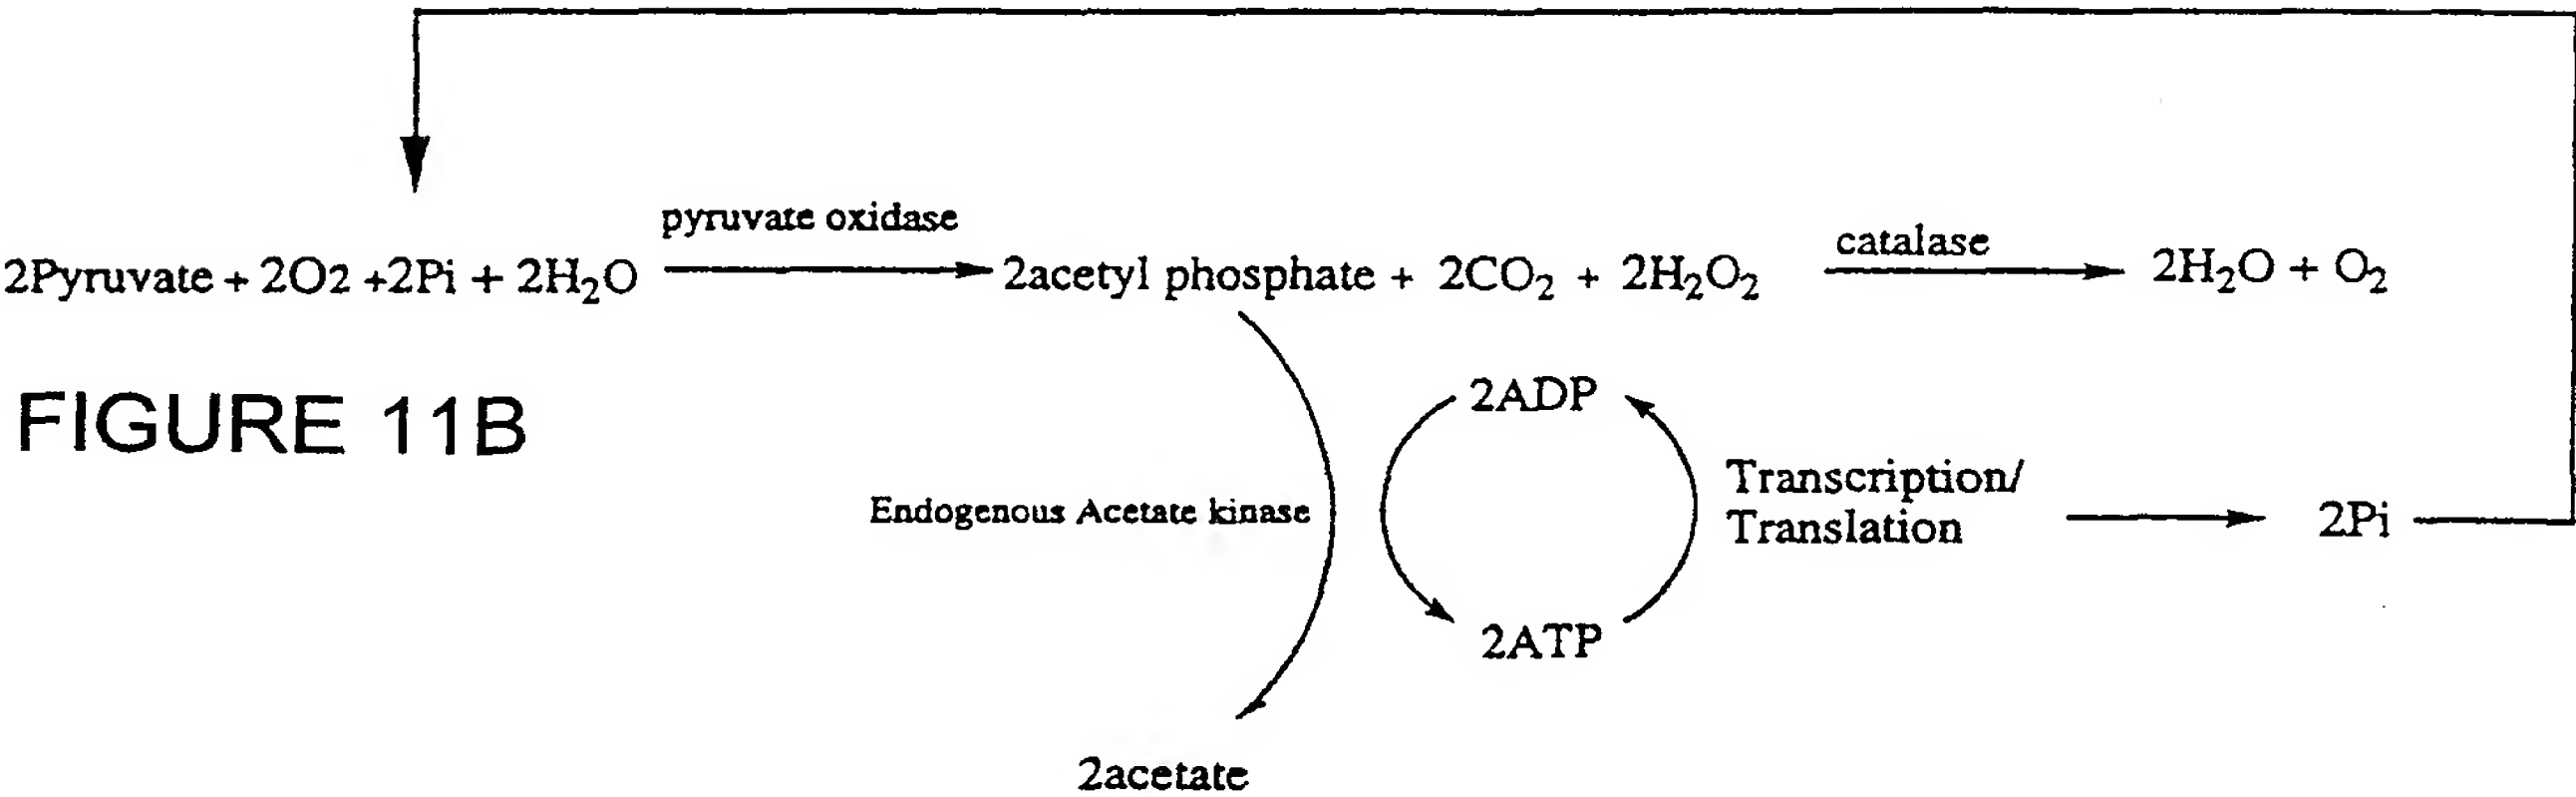 pyruvate oxidase
catalase
2Pyruvate + 2O2 +2Pi + 2H₂O
2acetyl phosphate + 2CO₂ + 2H₂O₂
2H₂O + O₂
FIGURE 11B
2ADP
Endogenous Acetate kinase
Transcription/
Translation
2Pi
2ATP
2acetate